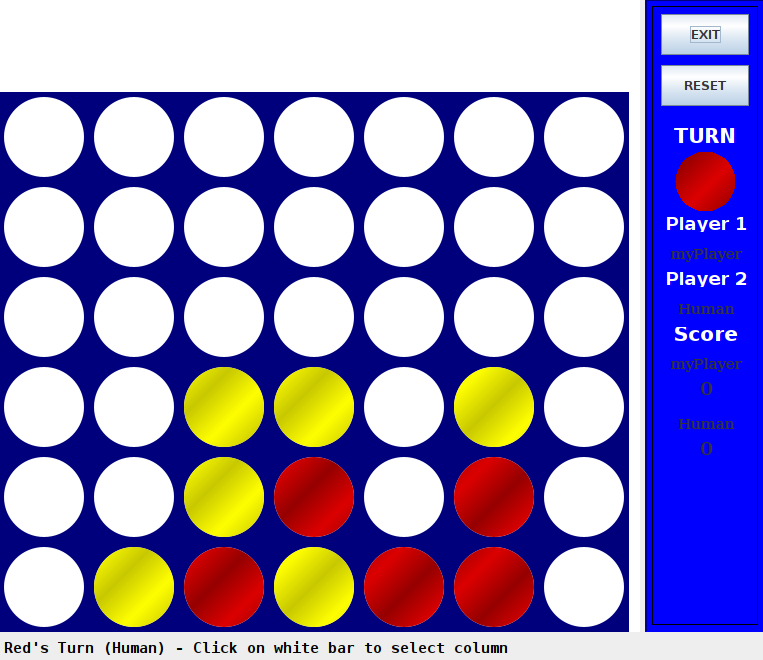 EXIT
RESET
TURN
Player 1
myPlayer
Player 2
Human
Score
myPlayer
0
Human
0
Red's Turn (Human) - Click on white bar to select column